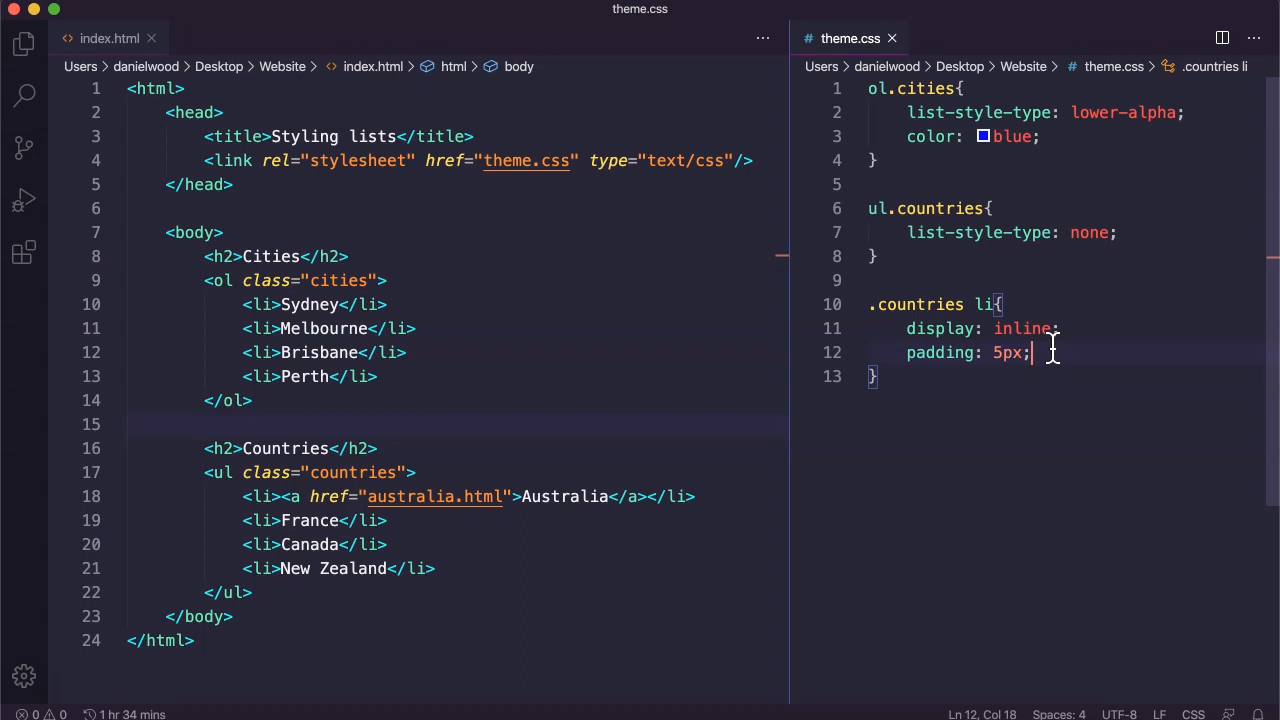 theme.css
index.html
theme.css
Users danielwood Desktop Website index.html html body
Users danielwood Desktop Website # theme.css .countries li
1 <html>
2 <head>
3 <title>Styling lists</title>
4 <link rel="stylesheet" href="theme.css" type="text/css"/>
5 </head>
6
7 <body>
8 <h2>Cities</h2>
9 <ol class="cities">
10 <li>Sydney</li>
11 <li>Melbourne</li>
12 <li>Brisbane</li>
13 <li>Perth</li>
14 </ol>
15
16 <h2>Countries</h2>
17 <ul class="countries">
18 <li><a href="australia.html">Australia</a></li>
19 <li>France</li>
20 <li>Canada</li>
21 <li>New Zealand</li>
22 </ul>
23 </body>
24 </html>
1 ol.cities{
2 list-style-type: lower-alpha;
3 color: blue;
4 }
5
6 ul.countries{
7 list-style-type: none;
8 }
9
10 .countries li{
11 display: inline;
12 padding: 5px;
13 }
0 0 1 hr 34 mins
Ln 12, Col 18 Spaces: 4 UTF-8 LF CSS